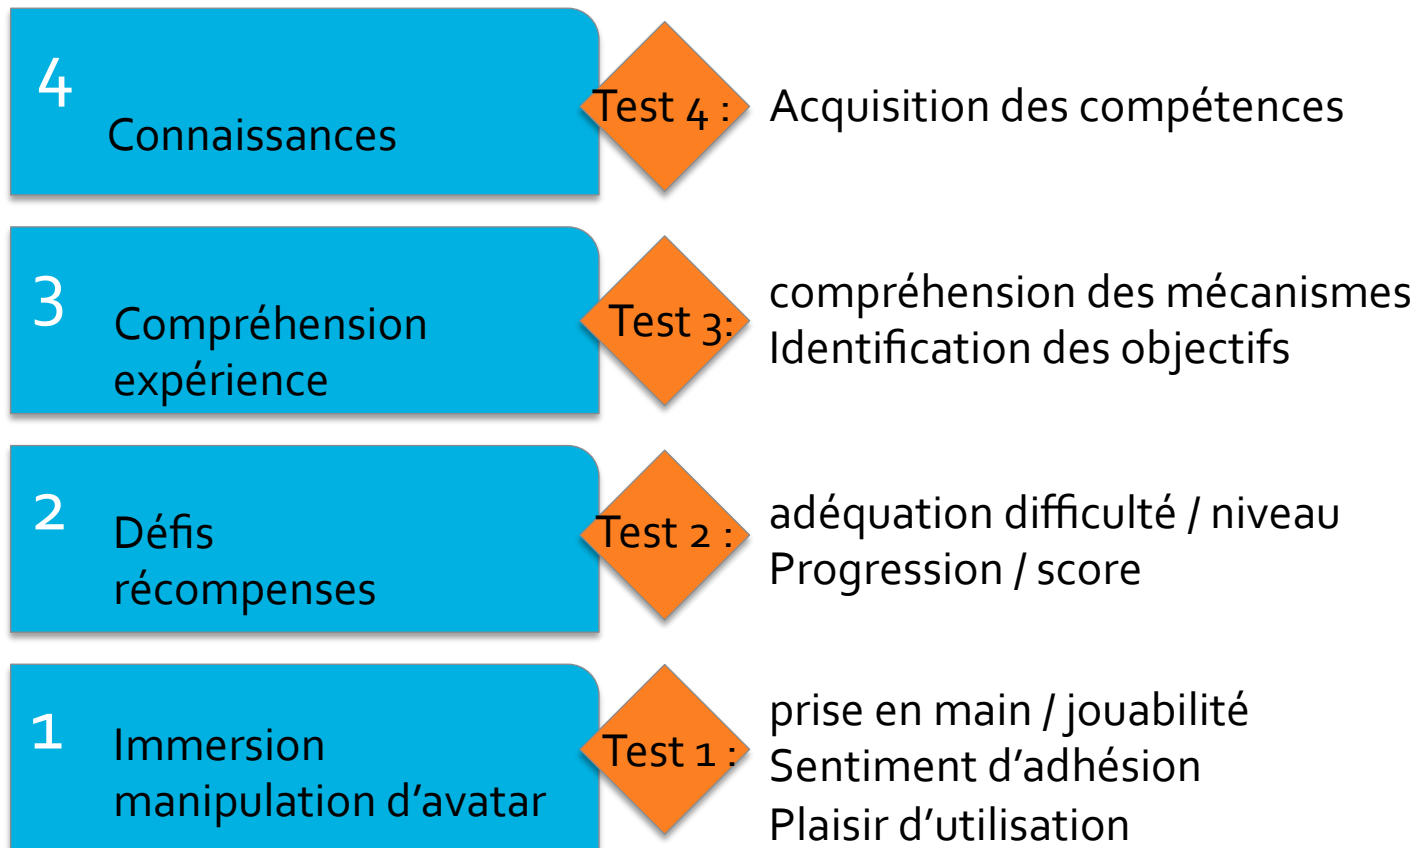 4
Connaissances
Test 4 :
Acquisition des compétences
3
Compréhension
expérience
Test 3:
compréhension des mécanismes
Identification des objectifs
2
Défis
récompenses
Test 2 :
adéquation difficulté / niveau
Progression / score
1
Immersion
manipulation d’avatar
Test 1 :
prise en main / jouabilité
Sentiment d’adhésion
Plaisir d’utilisation